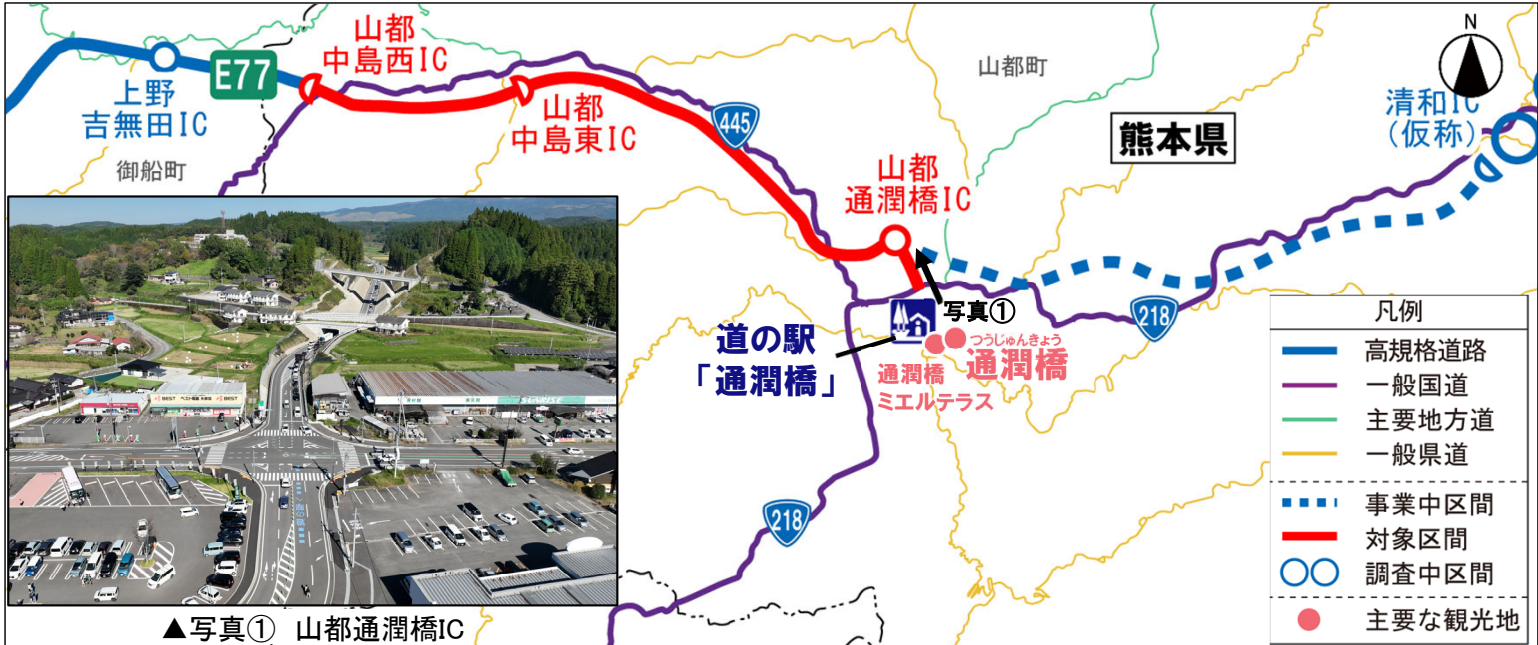 山都
中島西IC
E77
上野
吉無田IC
山都
中島東IC
御船町
445
山都町
N
熊本県
清和IC
(仮称)
山都
通潤橋IC
写真①
218
道の駅
「通潤橋」
つうじゅんきょう
通潤橋
通潤橋
ミエルテラス
218
凡例
高規格道路
一般国道
主要地方道
一般県道
事業中区間
対象区間
調査中区間
主要な観光地
BEST
BEST
SUNRISE
▲写真① 山都通潤橋IC